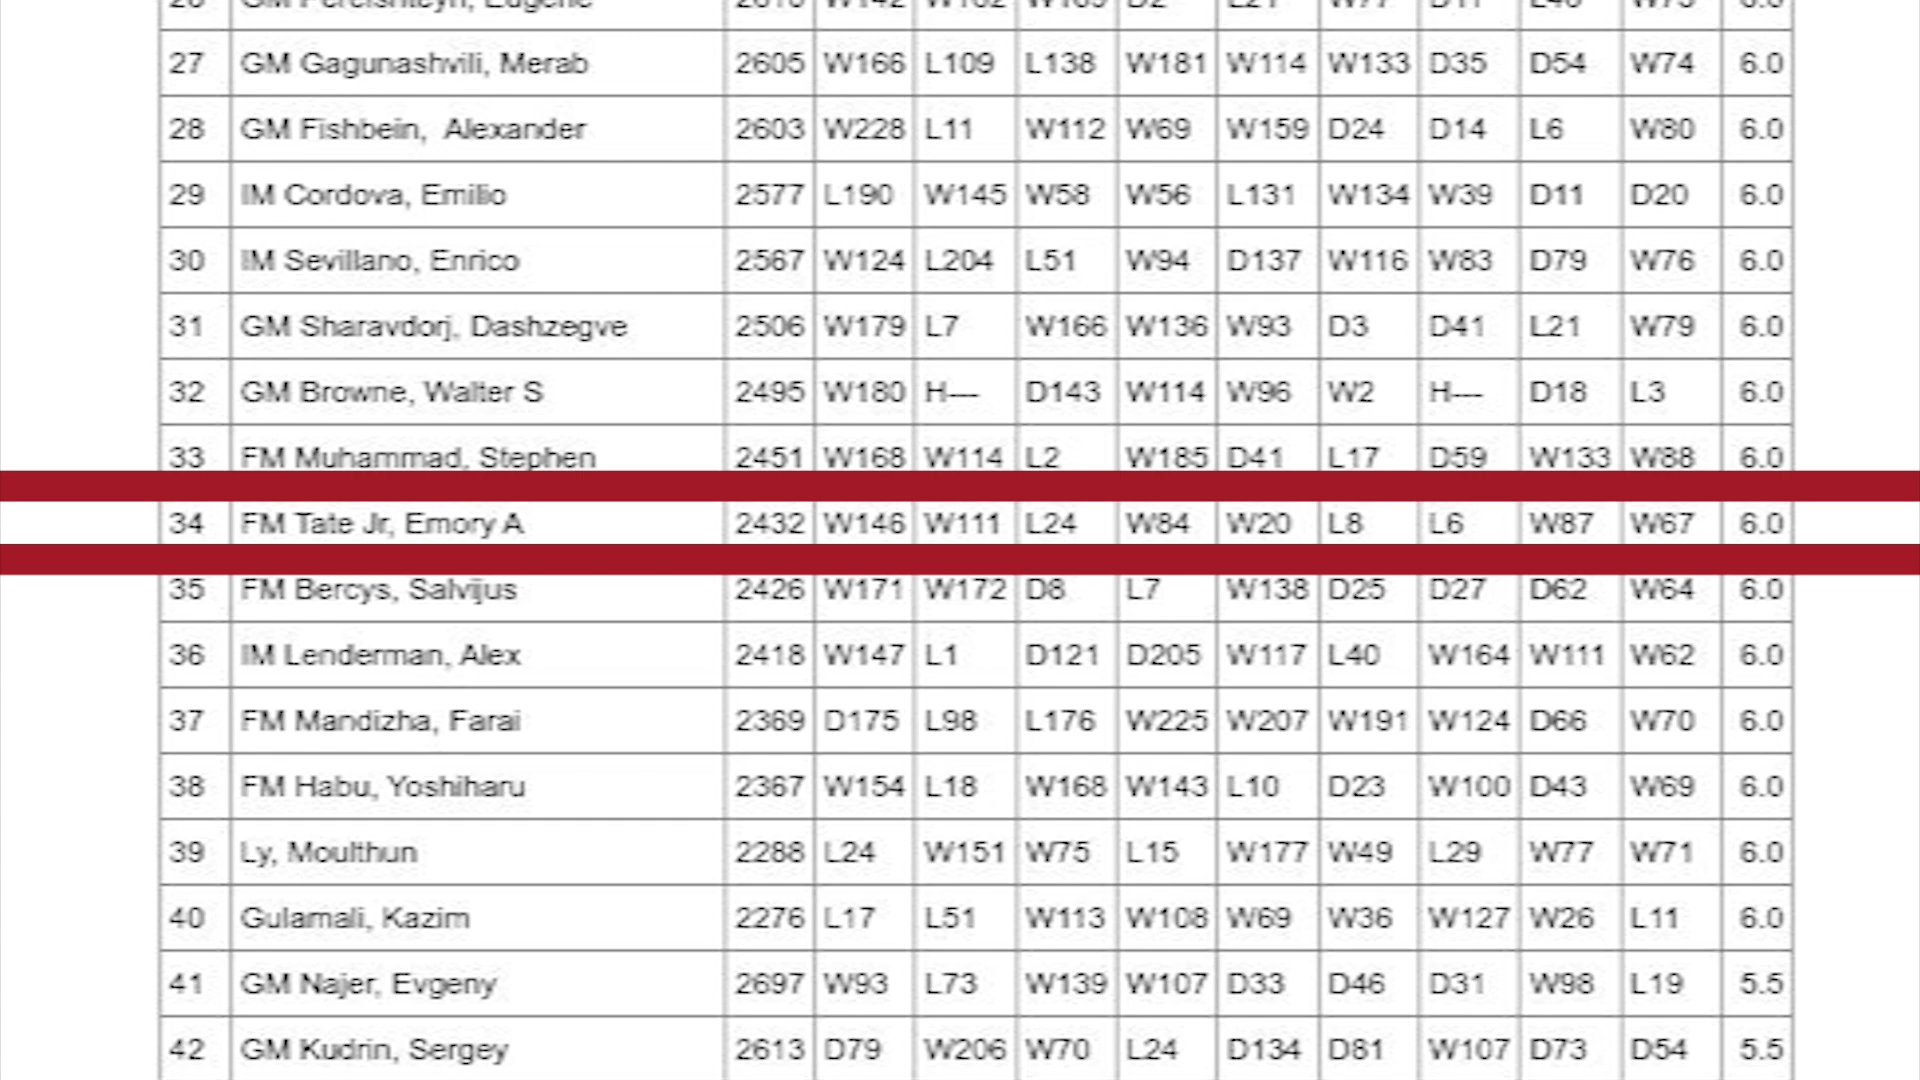 27 GM Gagunashvili, Merab 2605 W166 L109 L138 W181 W114 W133 D35 D54 W74 6.0
28 GM Fishbein, Alexander 2603 W228 L11 W112 W69 W159 D24 D14 L6 W80 6.0
29 IM Cordova, Emilio 2577 L190 W145 W58 W56 L131 W134 W39 D11 D20 6.0
30 IM Sevillano, Enrico 2567 W124 L204 L51 W94 D137 W116 W83 D79 W76 6.0
31 GM Sharavdorj, Dashzegve 2506 W179 L7 W166 W136 W93 D3 D41 L21 W79 6.0
32 GM Browne, Walter S 2495 W180 H--- D143 W114 W96 W2 H--- D18 L3 6.0
33 FM Muhammad, Stephen 2451 W168 W114 L2 W185 D41 L17 D59 W133 W88 6.0
34 FM Tate Jr, Emory A 2432 W146 W111 L24 W84 W20 L8 L6 W87 W67 6.0
35 FM Bercys, Salvijus 2426 W171 W172 D8 L7 W138 D25 D27 D62 W64 6.0
36 IM Lenderman, Alex 2418 W147 L1 D121 D205 W117 L40 W164 W111 W62 6.0
37 FM Mandizha, Farai 2369 D175 L98 L176 W225 W207 W191 W124 D66 W70 6.0
38 FM Habu, Yoshiharu 2367 W154 L18 W168 W143 L10 D23 W100 D43 W69 6.0
39 Ly, Moulthun 2288 L24 W151 W75 L15 W177 W49 L29 W77 W71 6.0
40 Gulamali, Kazim 2276 L17 L51 W113 W108 W69 W36 W127 W26 L11 6.0
41 GM Najer, Evgeny 2697 W93 L73 W139 W107 D33 D46 D31 W98 L19 5.5
42 GM Kudrin, Sergey 2613 D79 W206 W70 L24 D134 D81 W107 D73 D54 5.5